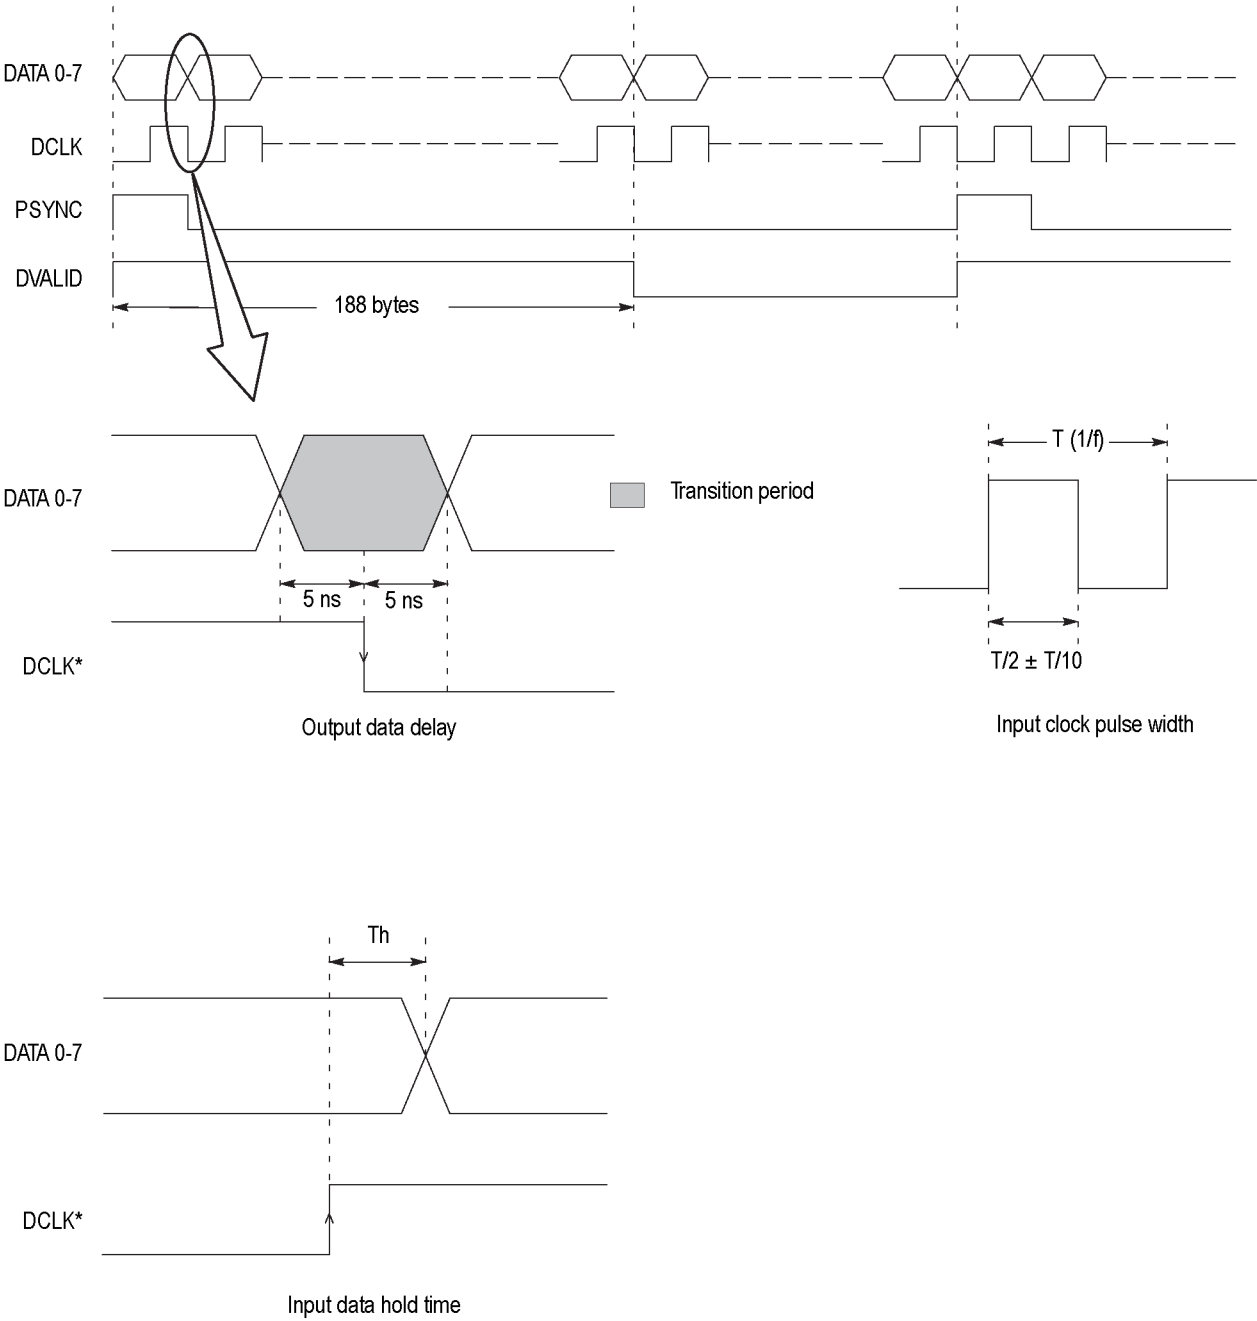 DATA 0-7
DCLK
PSYNC
DVALID
188 bytes
DATA 0-7
Transition period
5 ns 5 ns
DCLK*
Output data delay
T (1/f)
T/2 ± T/10
Input clock pulse width
Th
DATA 0-7
DCLK*
Input data hold time